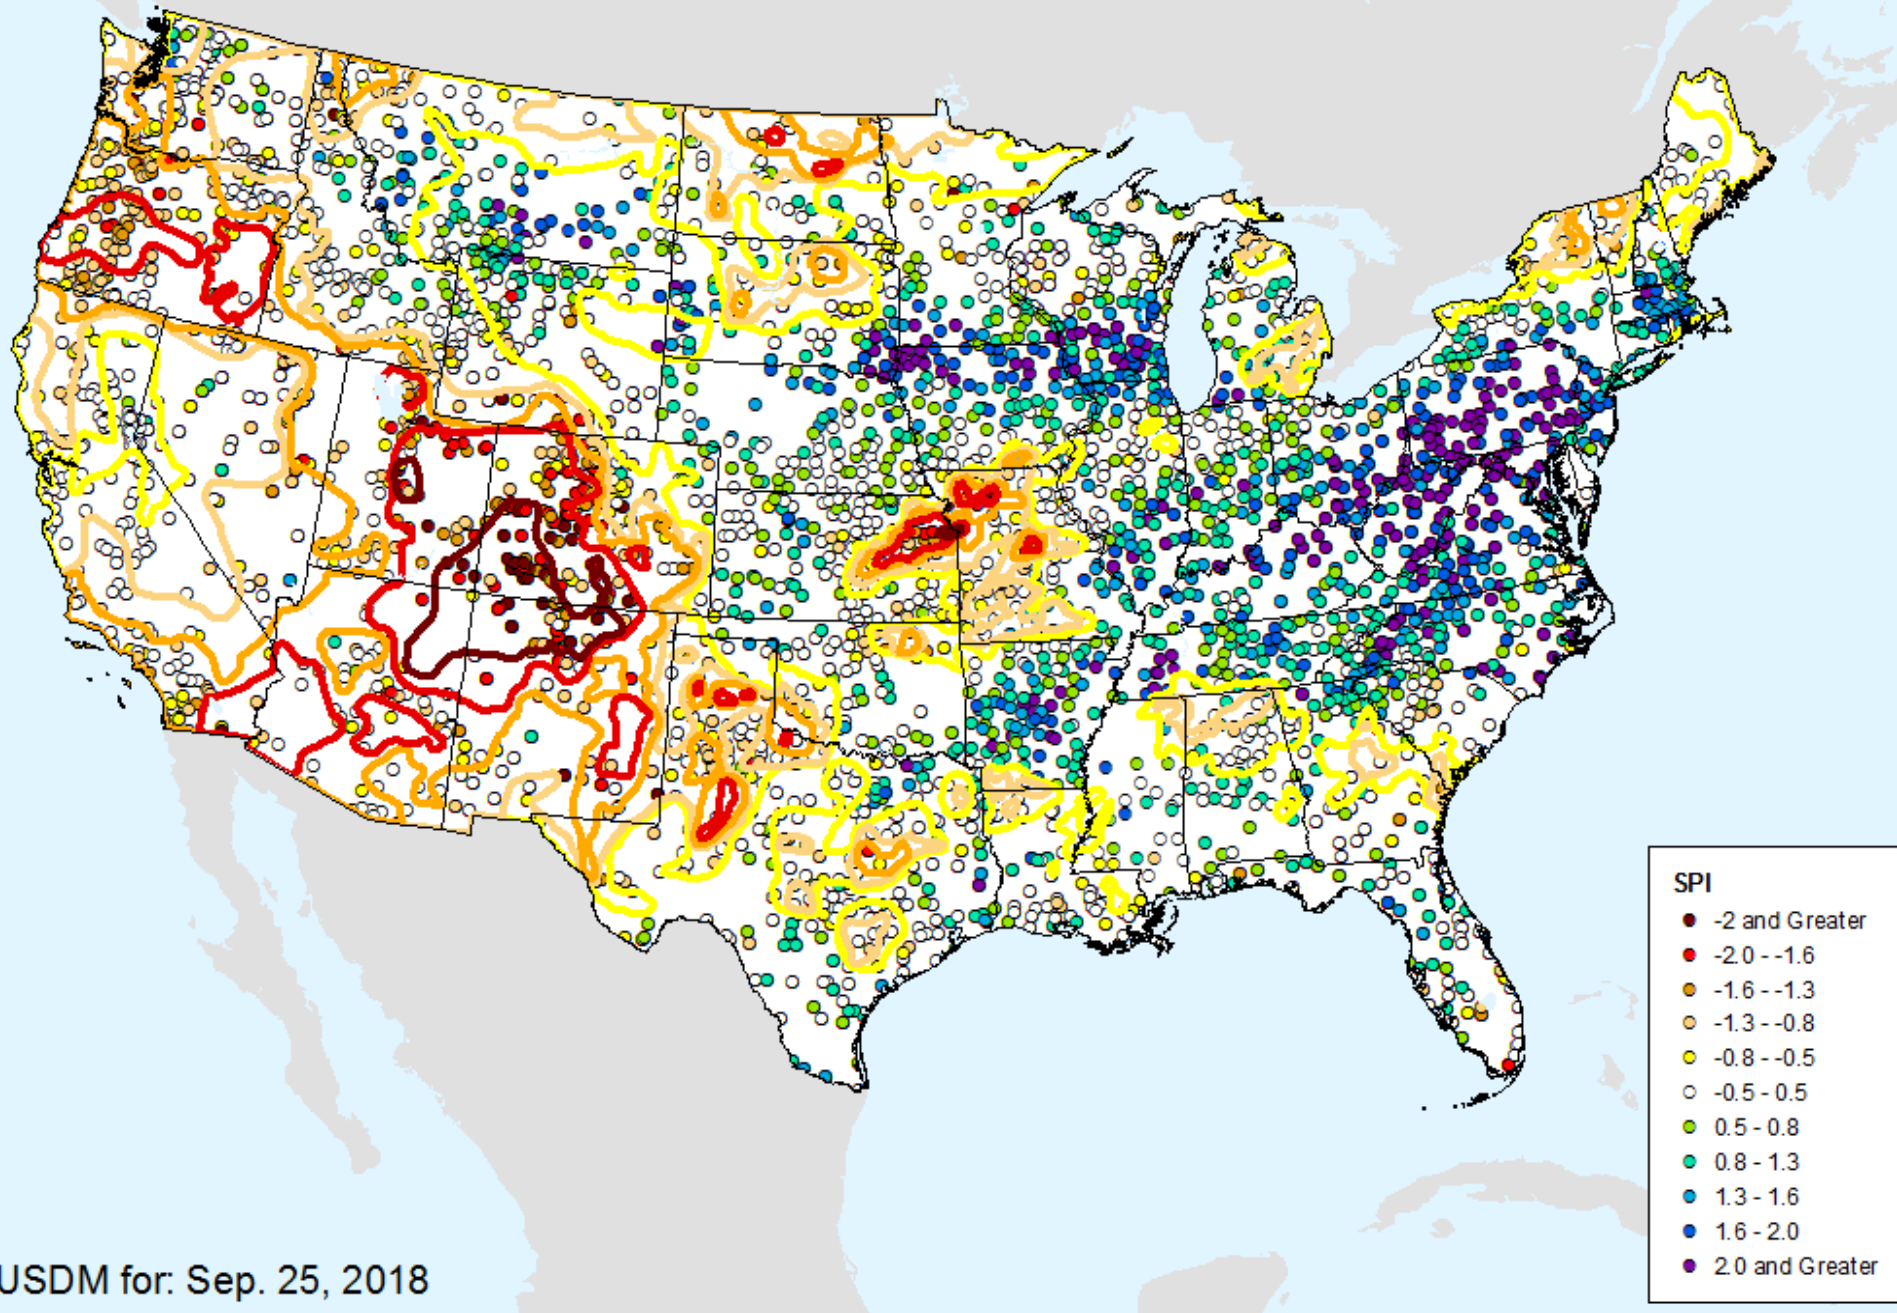 SPI
-2 and Greater
-2.0 - -1.6
-1.6 - -1.3
-1.3 - -0.8
-0.8 - -0.5
-0.5 - 0.5
0.5 - 0.8
0.8 - 1.3
1.3 - 1.6
1.6 - 2.0
2.0 and Greater
USDM for: Sep. 25, 2018